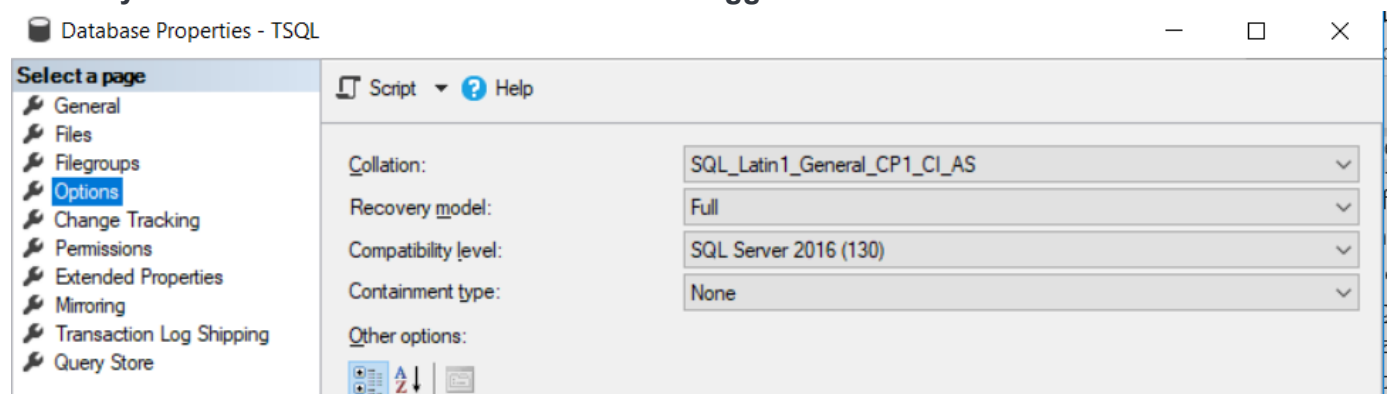 Database Properties - TSQL
Select a page
General
Files
Filegroups
Options
Change Tracking
Permissions
Extended Properties
Mirroring
Transaction Log Shipping
Query Store
Script Help
Collation: SQL_Latin1_General_CP1_CI_AS
Recovery model: Full
Compatibility level: SQL Server 2016 (130)
Containment type: None
Other options: